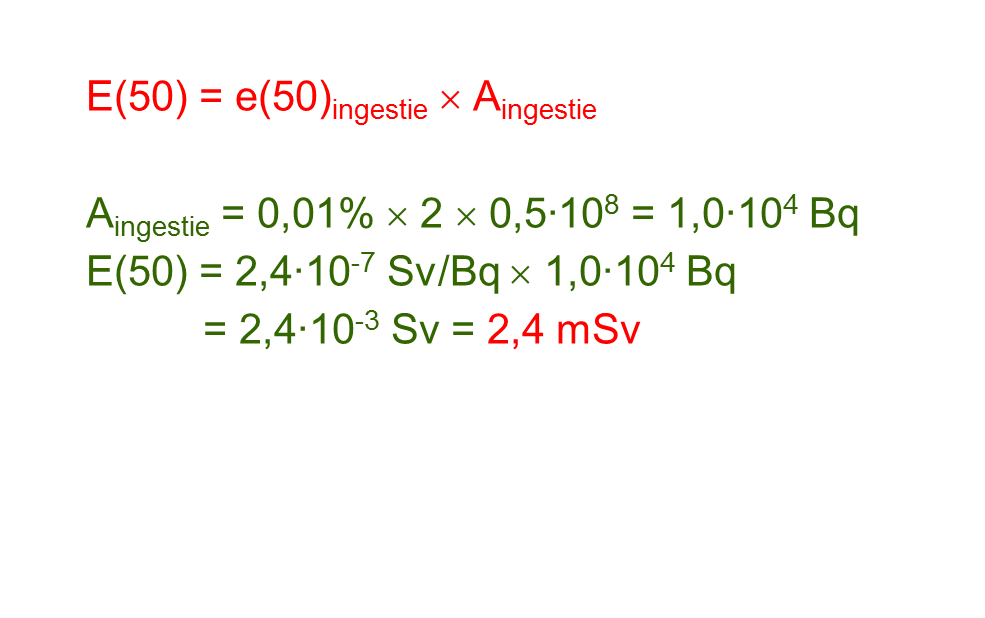 E(50) = e(50)ingestie × Aingestie
Aingestie = 0,01% × 2 × 0,5·10⁸ = 1,0·10⁴ Bq
E(50) = 2,4·10⁻⁷ Sv/Bq × 1,0·10⁴ Bq
= 2,4·10⁻³ Sv = 2,4 mSv